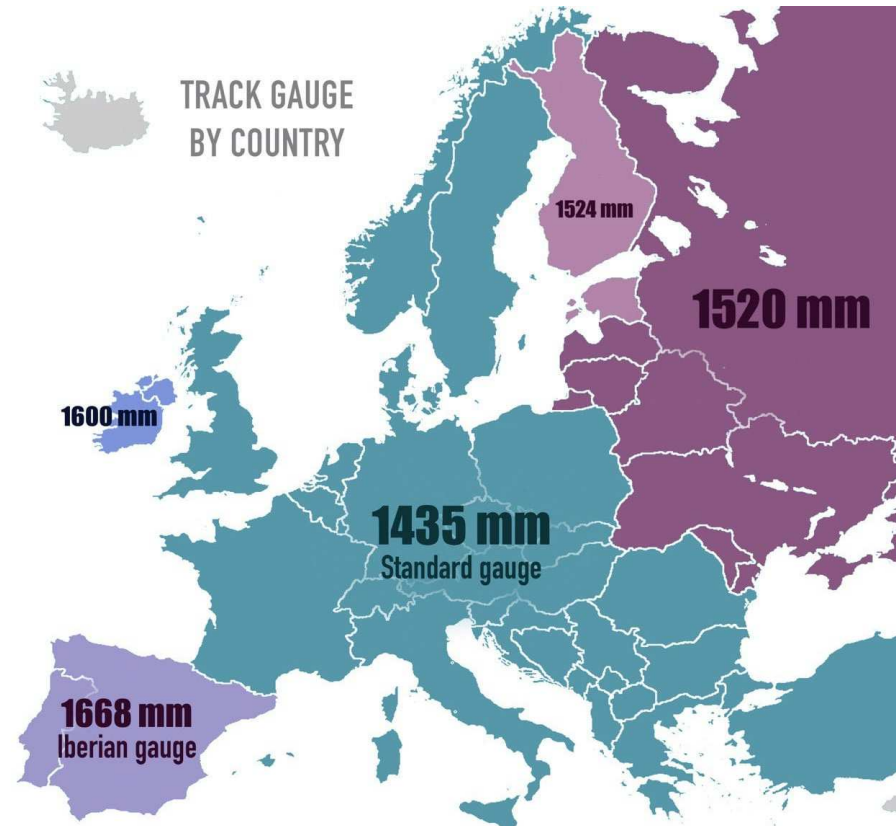 TRACK GAUGE
BY COUNTRY
1524 mm
1520 mm
1600 mm
1435 mm
Standard gauge
1668 mm
Iberian gauge